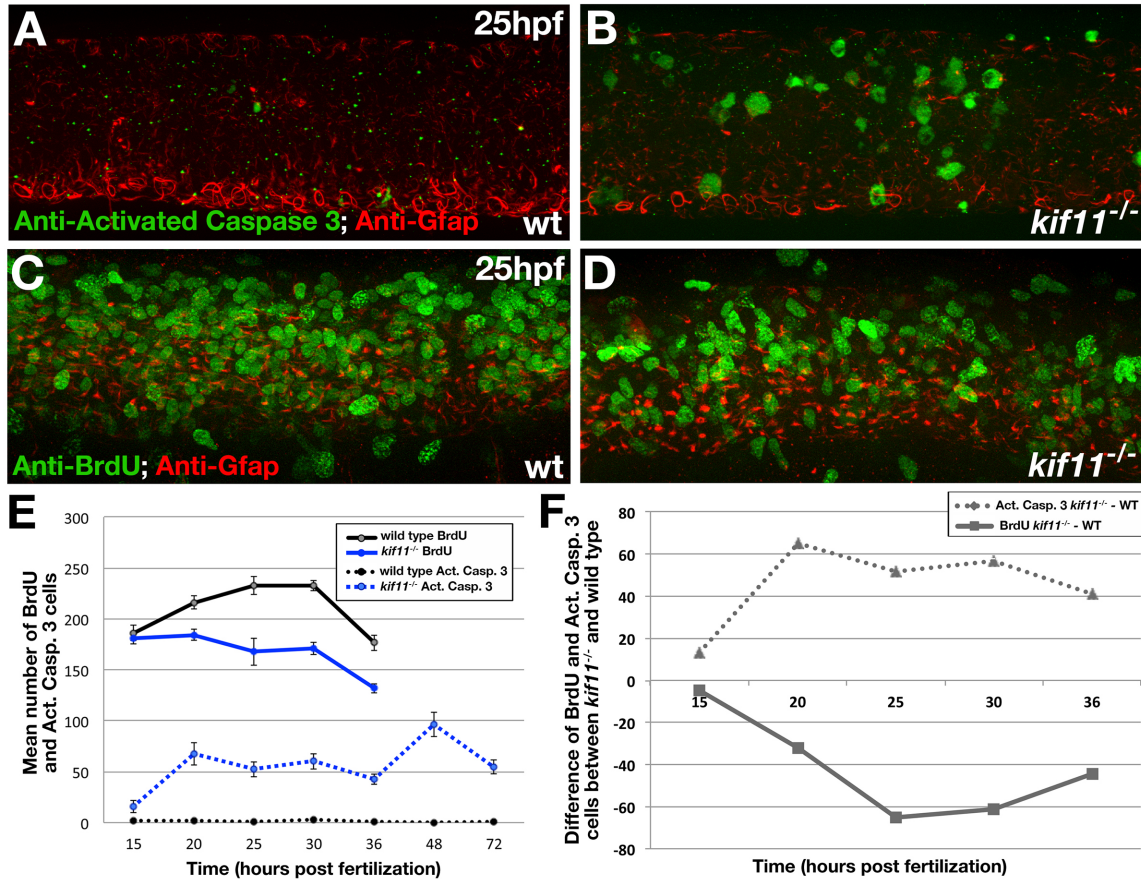 A
25hpf
Anti-Activated Caspase 3; Anti-Gfap
wt
B
kif11-/-
C
25hpf
Anti-BrdU; Anti-Gfap
wt
D
kif11-/-
E
Mean number of BrdU
and Act. Casp. 3 cells
300
250
200
150
100
50
0
wild type BrdU
kif11-/- BrdU
wild type Act. Casp. 3
kif11-/- Act. Casp. 3
15 20 25 30 36 48 72
Time (hours post fertilization)
F
Difference of BrdU and Act. Casp. 3
cells between kif11-/- and wild type
Act. Casp. 3 kif11-/- - WT
BrdU kif11-/- - WT
80
60
40
20
0
-20
-40
-60
-80
15 20 25 30 36
Time (hours post fertilization)